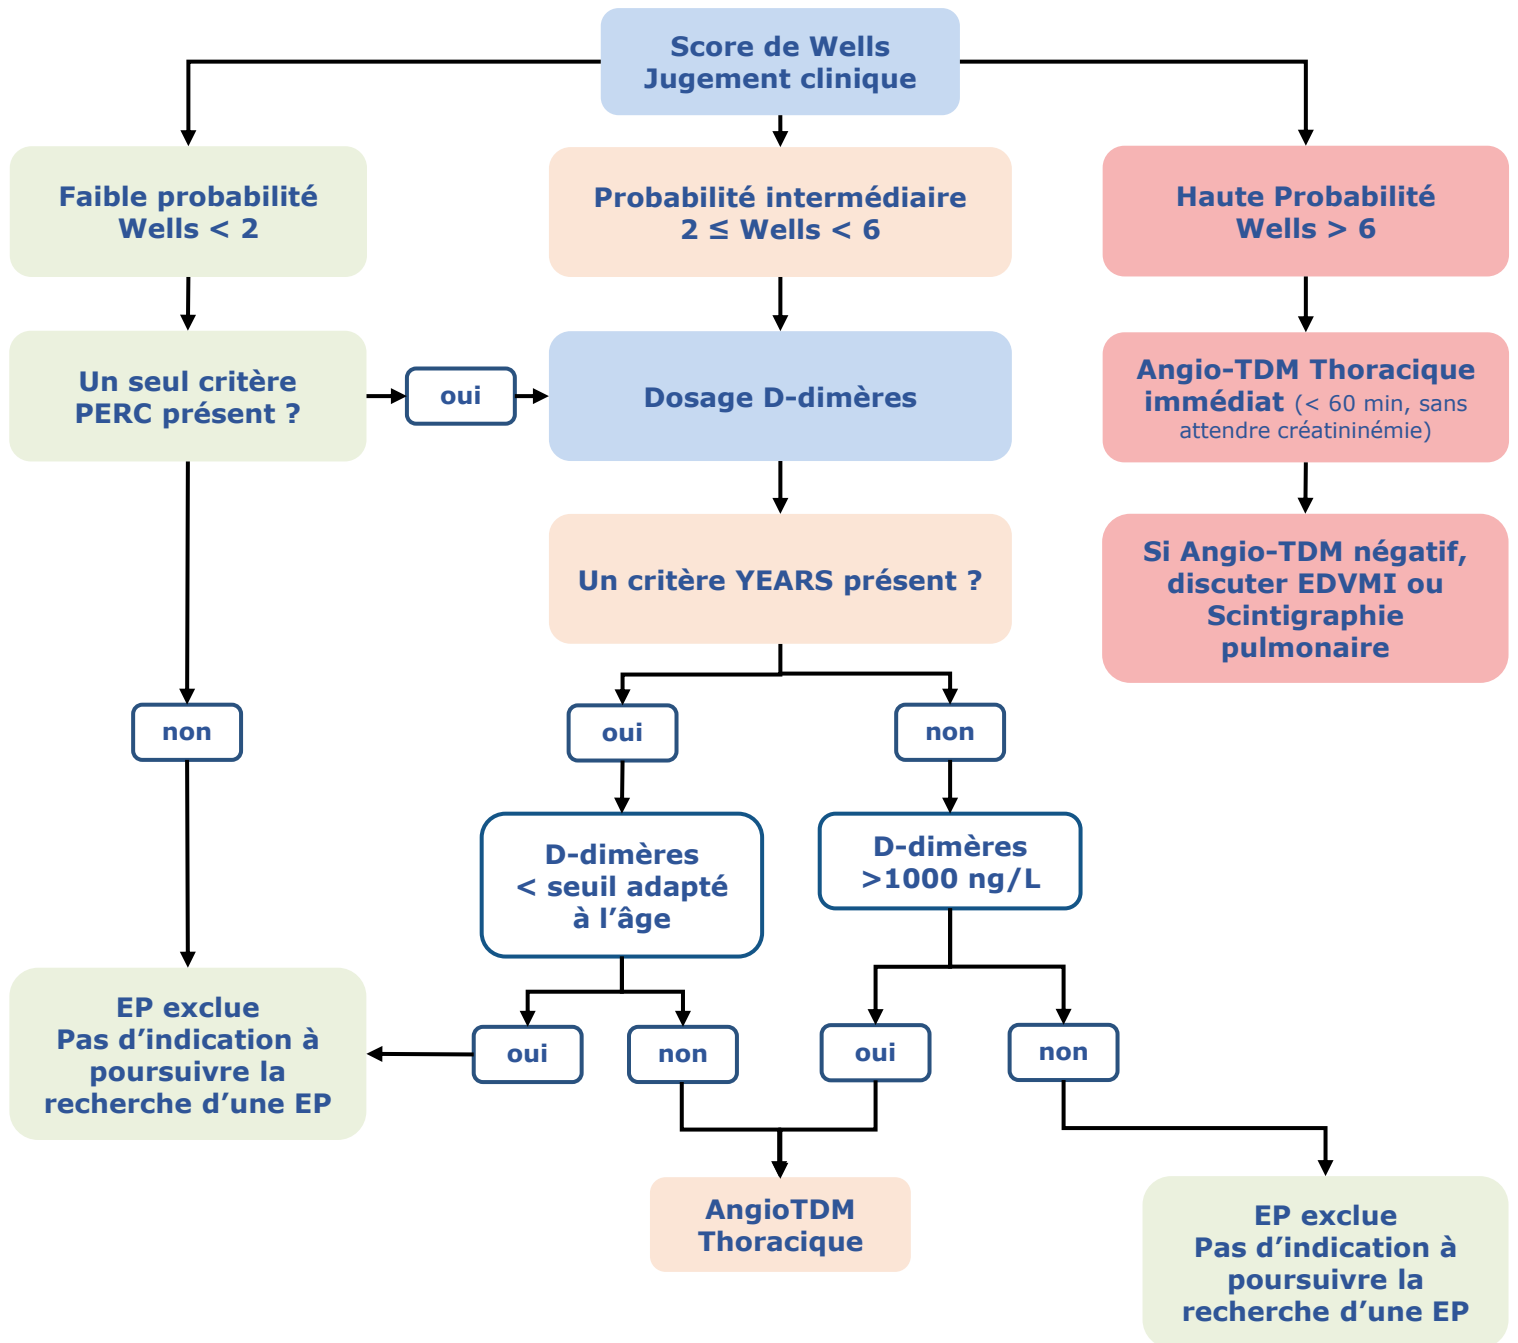 Score de Wells
Jugement clinique
Faible probabilité
Wells < 2
Probabilité intermédiaire
2 ≤ Wells < 6
Haute Probabilité
Wells > 6
Un seul critère
PERC présent ?
oui
Dosage D-dimères
Angio-TDM Thoracique
immédiat (< 60 min, sans
attendre créatininémie)
Un critère YEARS présent ?
Si Angio-TDM négatif,
discuter EDVMI ou
Scintigraphie
pulmonaire
non
oui
non
D-dimères
< seuil adapté
à l’âge
D-dimères
>1000 ng/L
EP exclue
Pas d’indication à
poursuivre la
recherche d’une EP
oui
non
oui
non
AngioTDM
Thoracique
EP exclue
Pas d’indication à
poursuivre la
recherche d’une EP